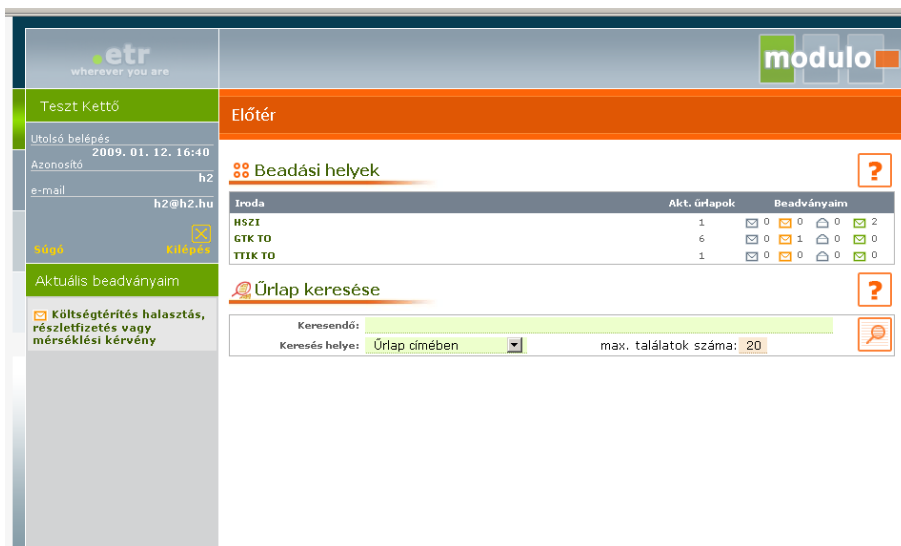 .etr
wherever you are
modulo
Teszt Kettő
Előtér
Utolsó belépés
2009. 01. 12. 16:40
Azonosító
h2
e-mail
h2@h2.hu
Súgó Kilépés
Aktuális beadványaim
Költségtérítés halasztás,
részletfizetés vagy
mérséklési kérvény
Beadási helyek
?
Iroda Akt. űrlapok Beadványaim
HSZI 1 0 0 0 2
GTK TO 6 0 1 0 0
TTIK TO 1 0 0 0 0
Űrlap keresése
?
Keresendő:
Keresés helye: Űrlap címében max. találatok száma: 20